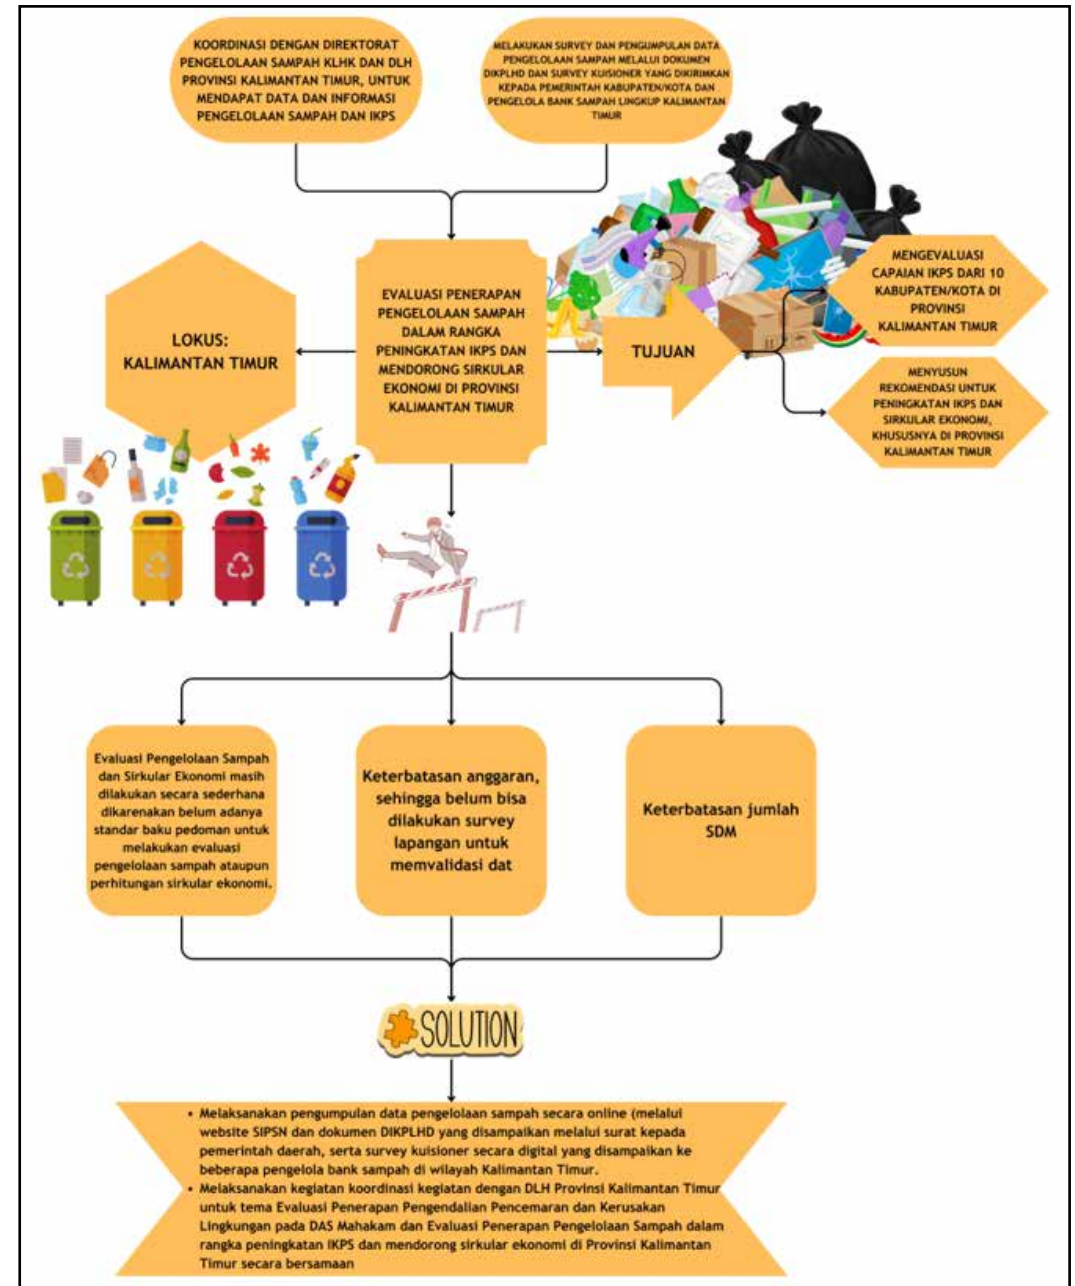 KOORDINASI DENGAN DIREKTORAT
PENGELOLAAN SAMPAH KLHK DAN DLH
PROVINSI KALIMANTAN TIMUR, UNTUK
MENDAPAT DATA DAN INFORMASI
PENGELOLAAN SAMPAH DAN IKPS
MELAKUKAN SURVEY DAN PENGUMPULAN DATA
PENGELOLAAN SAMPAH MELALUI DOKUMEN
DIKPLHD DAN SURVEY KUISIONER YANG DIKIRIMKAN
KEPADA PEMERINTAH KABUPATEN/KOTA DAN
PENGELOLA BANK SAMPAH LINGKUP KALIMANTAN
TIMUR
LOKUS:
KALIMANTAN TIMUR
EVALUASI PENERAPAN
PENGELOLAAN SAMPAH
DALAM RANGKA
PENINGKATAN IKPS DAN
MENDORONG SIRKULAR
EKONOMI DI PROVINSI
KALIMANTAN TIMUR
TUJUAN
MENGEVALUASI
CAPAIAN IKPS DARI 10
KABUPATEN/KOTA DI
PROVINSI
KALIMANTAN TIMUR
MENYUSUN
REKOMENDASI UNTUK
PENINGKATAN IKPS DAN
SIRKULAR EKONOMI,
KHUSUSNYA DI PROVINSI
KALIMANTAN TIMUR
Evaluasi Pengelolaan Sampah
dan Sirkular Ekonomi masih
dilakukan secara sederhana
dikarenakan belum adanya
standar baku pedoman untuk
melakukan evaluasi
pengelolaan sampah ataupun
perhitungan sirkular ekonomi.
Keterbatasan anggaran,
sehingga belum bisa
dilakukan survey
lapangan untuk
memvalidasi dat
Keterbatasan jumlah
SDM
SOLUTION
• Melaksanakan pengumpulan data pengelolaan sampah secara online (melalui
website SIPSN dan dokumen DIKPLHD yang disampaikan melalui surat kepada
pemerintah daerah, serta survey kuisioner secara digital yang disampaikan ke
beberapa pengelola bank sampah di wilayah Kalimantan Timur.
• Melaksanakan kegiatan koordinasi kegiatan dengan DLH Provinsi Kalimantan Timur
untuk tema Evaluasi Penerapan Pengendalian Pencemaran dan Kerusakan
Lingkungan pada DAS Mahakam dan Evaluasi Penerapan Pengelolaan Sampah dalam
rangka peningkatan IKPS dan mendorong sirkular ekonomi di Provinsi Kalimantan
Timur secara bersamaan